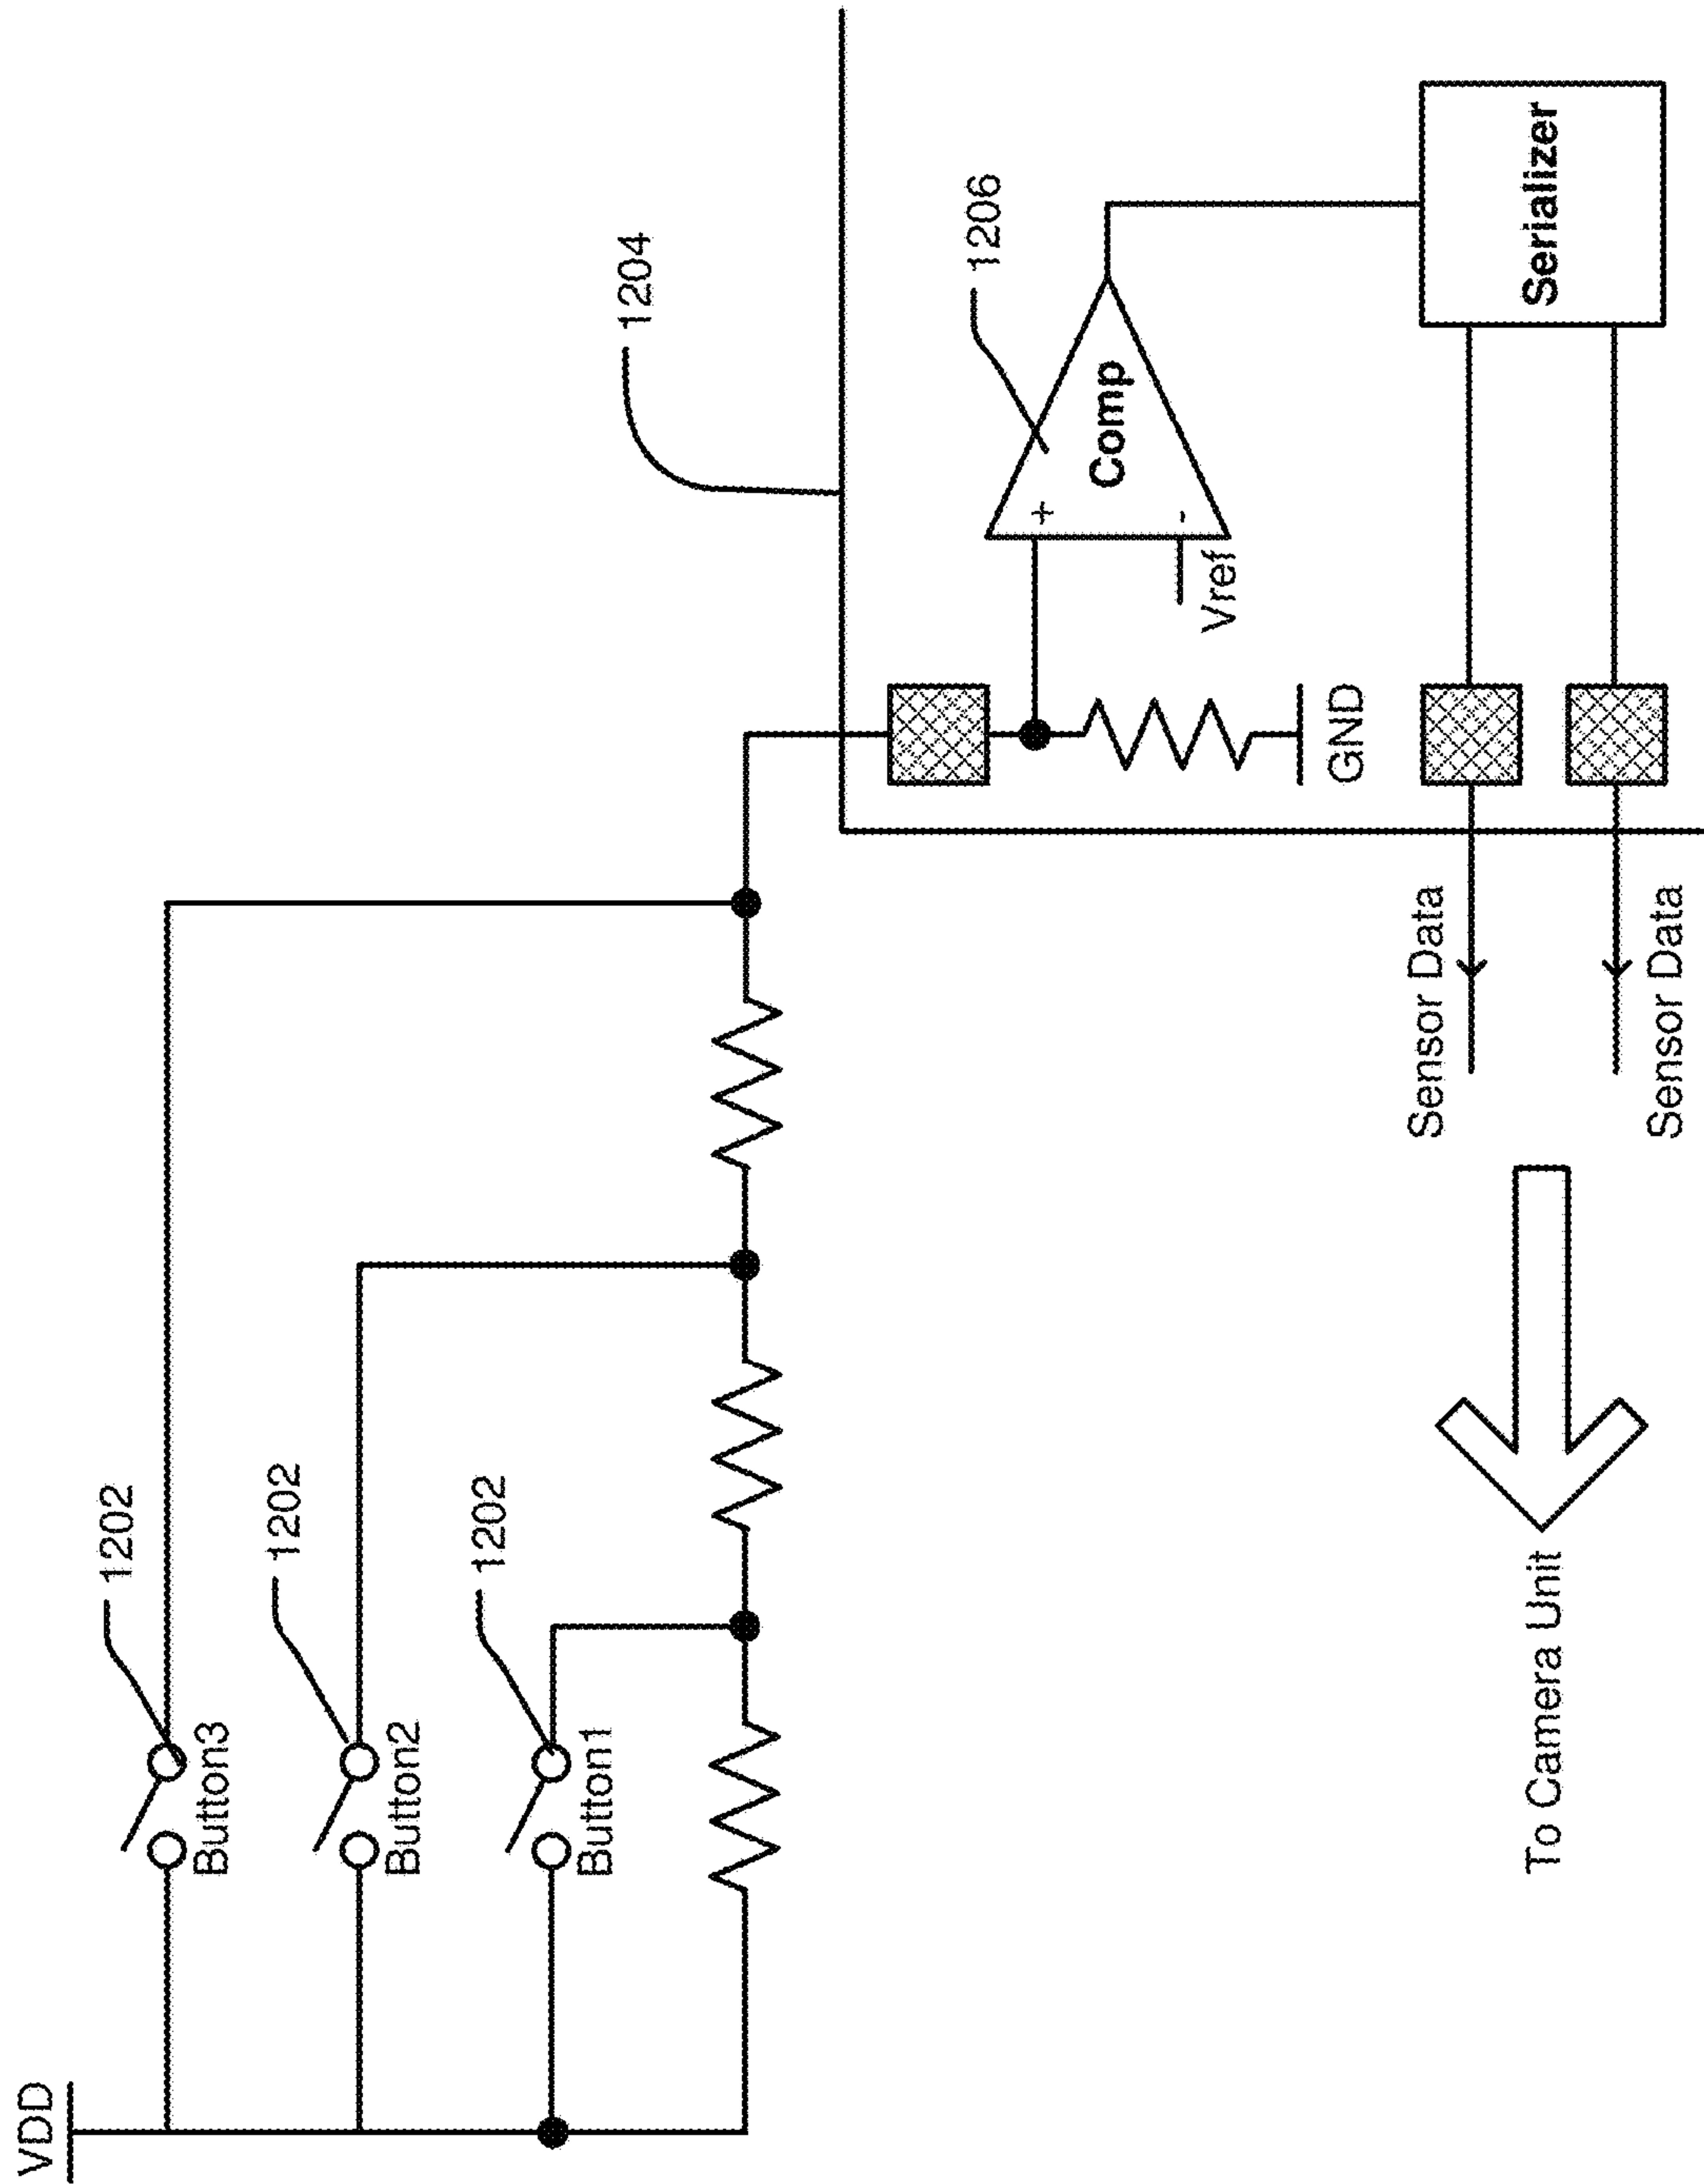 VDD
1202
Button3
1202
Button2
1202
Button1
1204
1206
+
Comp
-
Vref
GND
Serializer
Sensor Data
Sensor Data
To Camera Unit